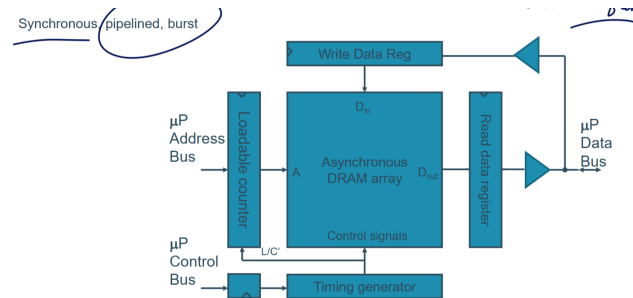 Synchronous, pipelined, burst
Write Data Reg
D_in
μP
Address
Bus
Loadable counter
A
Asynchronous
DRAM array
D_out
Read data register
μP
Data
Bus
Control signals
L/C'
μP
Control
Bus
Timing generator